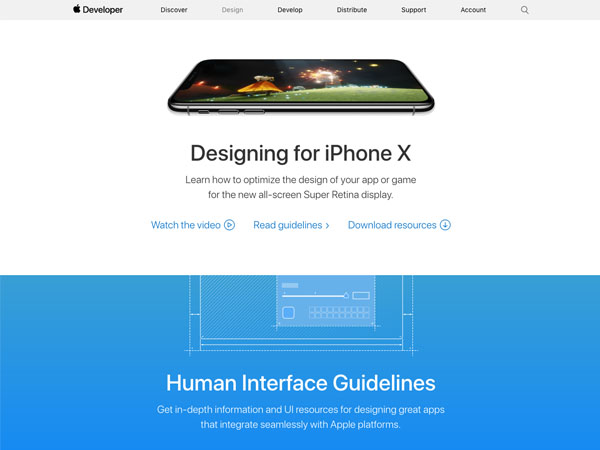 Developer
Discover
Design
Develop
Distribute
Support
Account
Designing for iPhone X
Learn how to optimize the design of your app or game
for the new all-screen Super Retina display.
Watch the video
Read guidelines ›
Download resources
Human Interface Guidelines
Get in-depth information and UI resources for designing great apps
that integrate seamlessly with Apple platforms.